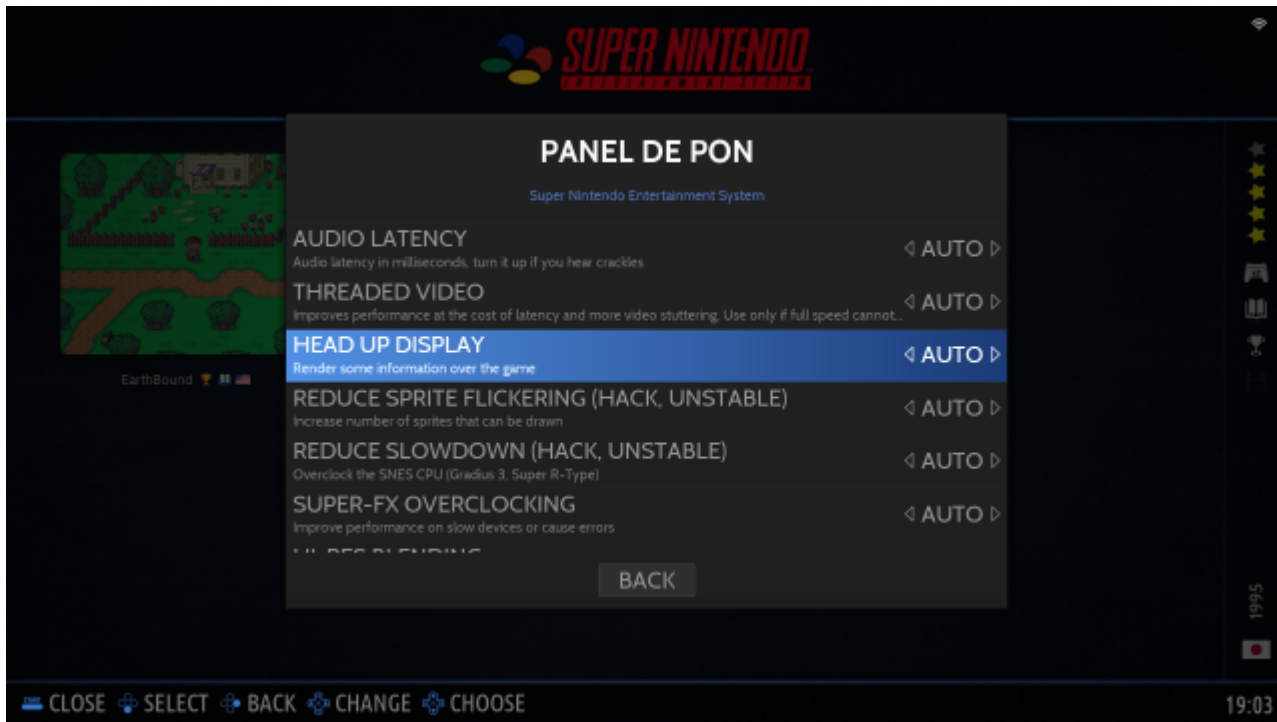 SUPER NINTENDO
ENTERTAINMENT SYSTEM
PANEL DE PON
Super Nintendo Entertainment System
AUDIO LATENCY
Audio latency in milliseconds, turn it up if you hear crackles
AUTO
THREADED VIDEO
Improves performance at the cost of latency and more video stuttering. Use only if full speed cannot...
AUTO
HEAD UP DISPLAY
Render some information over the game
AUTO
REDUCE SPRITE FLICKERING (HACK, UNSTABLE)
Increase number of sprites that can be drawn
AUTO
REDUCE SLOWDOWN (HACK, UNSTABLE)
Overclock the SNES CPU (Gradius 3, Super R-Type)
AUTO
SUPER-FX OVERCLOCKING
Improve performance on slow devices or cause errors
AUTO
BACK
EarthBound
1995
CLOSE SELECT BACK CHANGE CHOOSE
19:03